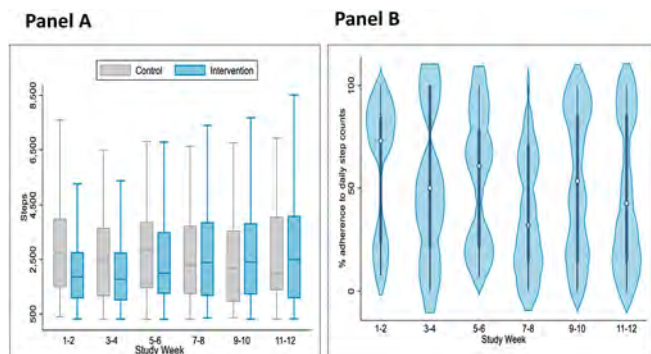 Panel A
Control
Intervention
Steps
8,500
6,500
4,500
2,500
500
1-2
3-4
5-6
7-8
9-10
11-12
Study Week
Panel B
% adherence to daily step counts
100
50
0
1-2
3-4
5-6
7-8
9-10
11-12
Study Week